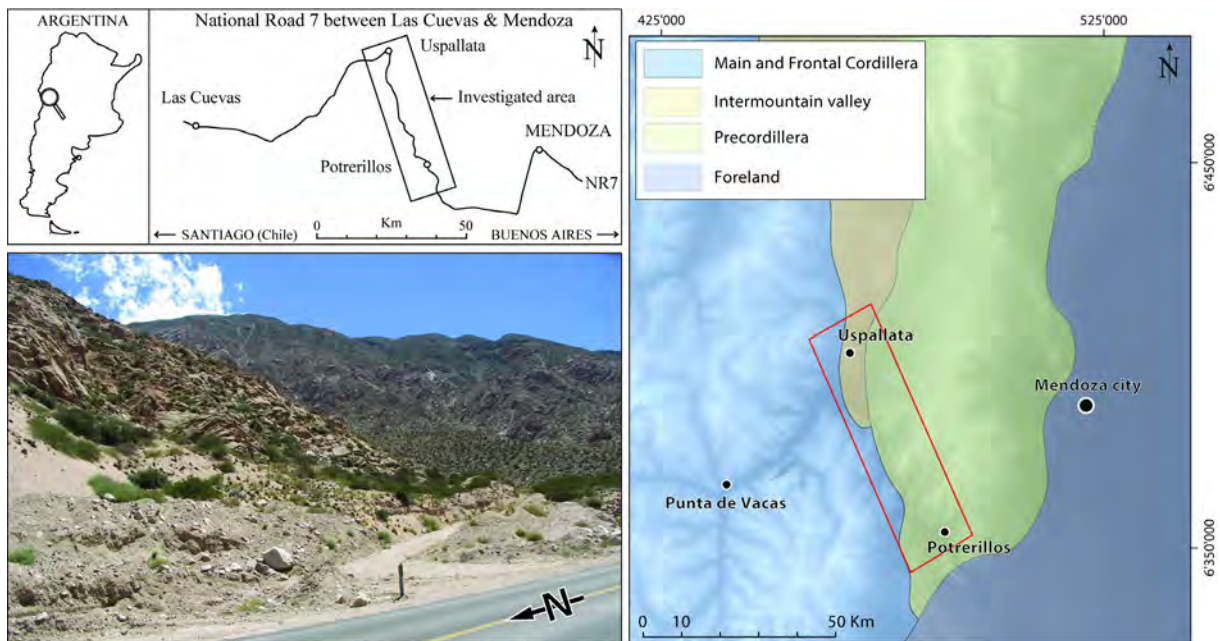 ARGENTINA
National Road 7 between Las Cuevas & Mendoza
N
Uspallata
Las Cuevas
Investigated area
MENDOZA
Potrerillos
NR7
0
Km
50
SANTIAGO (Chile)
BUENOS AIRES
N
425'000
525'000
N
Main and Frontal Cordillera
Intermountain valley
Precordillera
Foreland
6'450'000
Uspallata
Mendoza city
Punta de Vacas
Potrerillos
6'350'000
0 10 50 Km